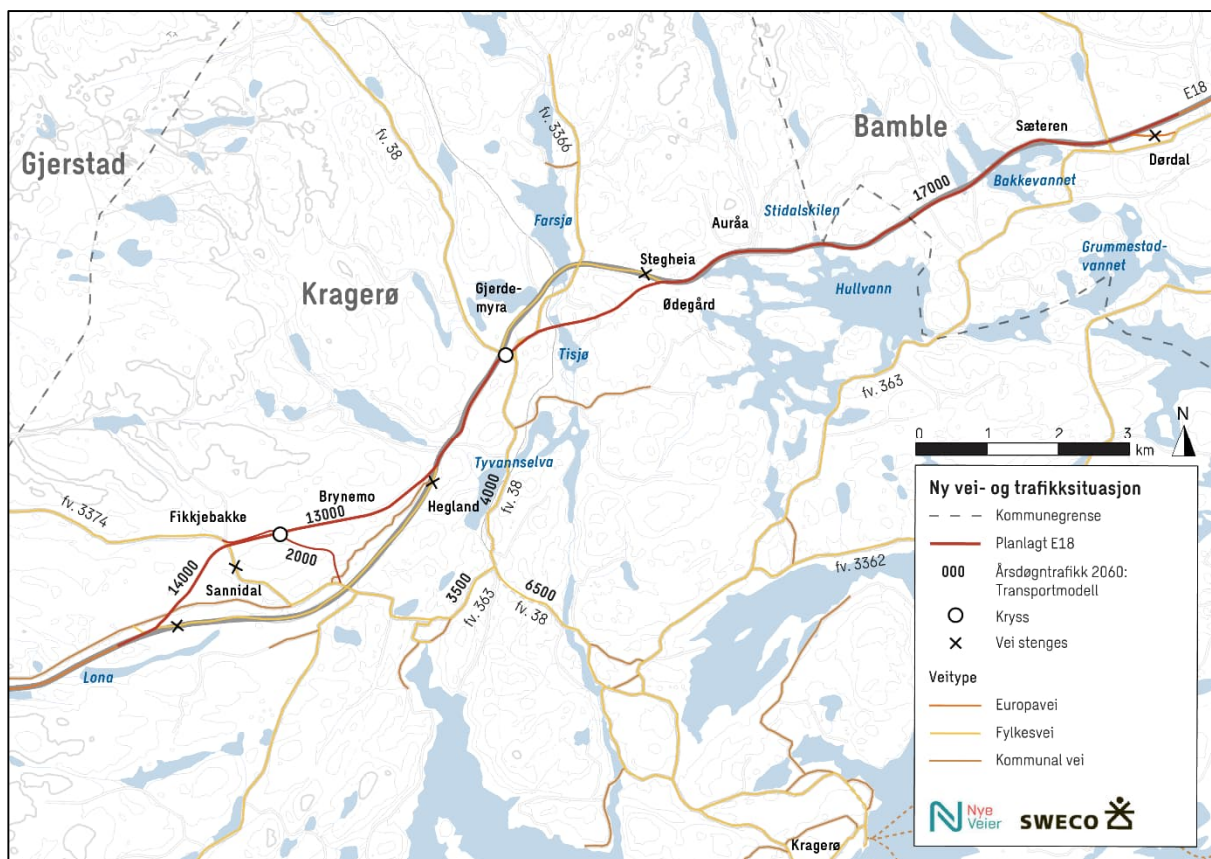 E18
Bamble
Sæteren
fv. 38
fv. 3366
Dørdal
Gjerstad
Bakkevannet
17000
Stidalskilen
Auråa
Farsjø
Stegheia
Grummestad-
vannet
Kragerø
Gjerde-
myra
Hullvann
Ødegård
Tisjø
fv. 363
0 1 2 3
km
N
Tyvannselva
4000
fv. 38
Hegland
Brynemo
13000
Fikkjebakke
fv. 3374
2000
14000
Sannidal
3500
fv. 363
6500
fv. 38
fv. 3362
Lona
Kragerø
Ny vei- og trafikksituasjon
Kommunegrense
Planlagt E18
000 Årsdøgntrafikk 2060:
Transportmodell
Kryss
Vei stenges
Veitype
Europavei
Fylkesvei
Kommunal vei
Nye
Veier
SWECO